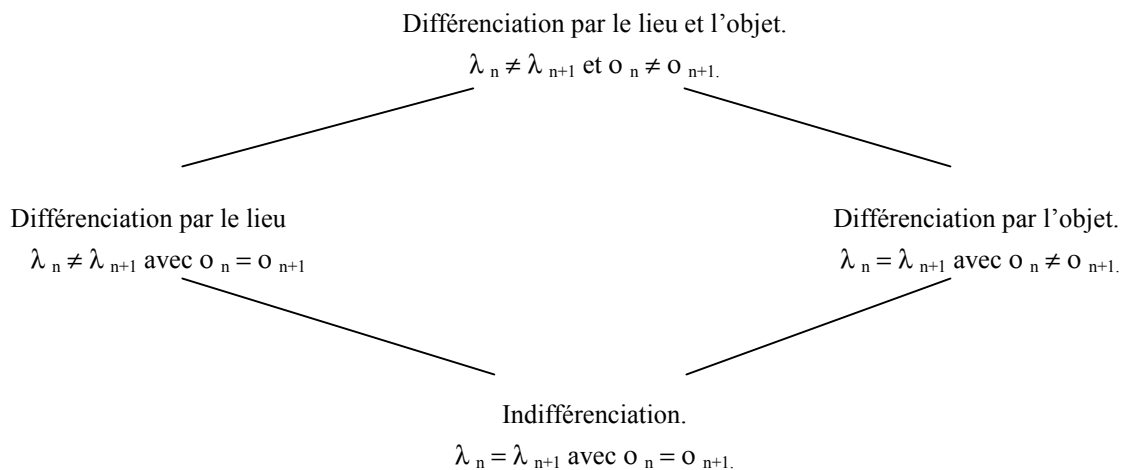 Différenciation par le lieu et l’objet.
λ n ≠ λ n+1 et o n ≠ o n+1.
Différenciation par le lieu
λ n ≠ λ n+1 avec o n = o n+1
Différenciation par l’objet.
λ n = λ n+1 avec o n ≠ o n+1.
Indifférenciation.
λ n = λ n+1 avec o n = o n+1.